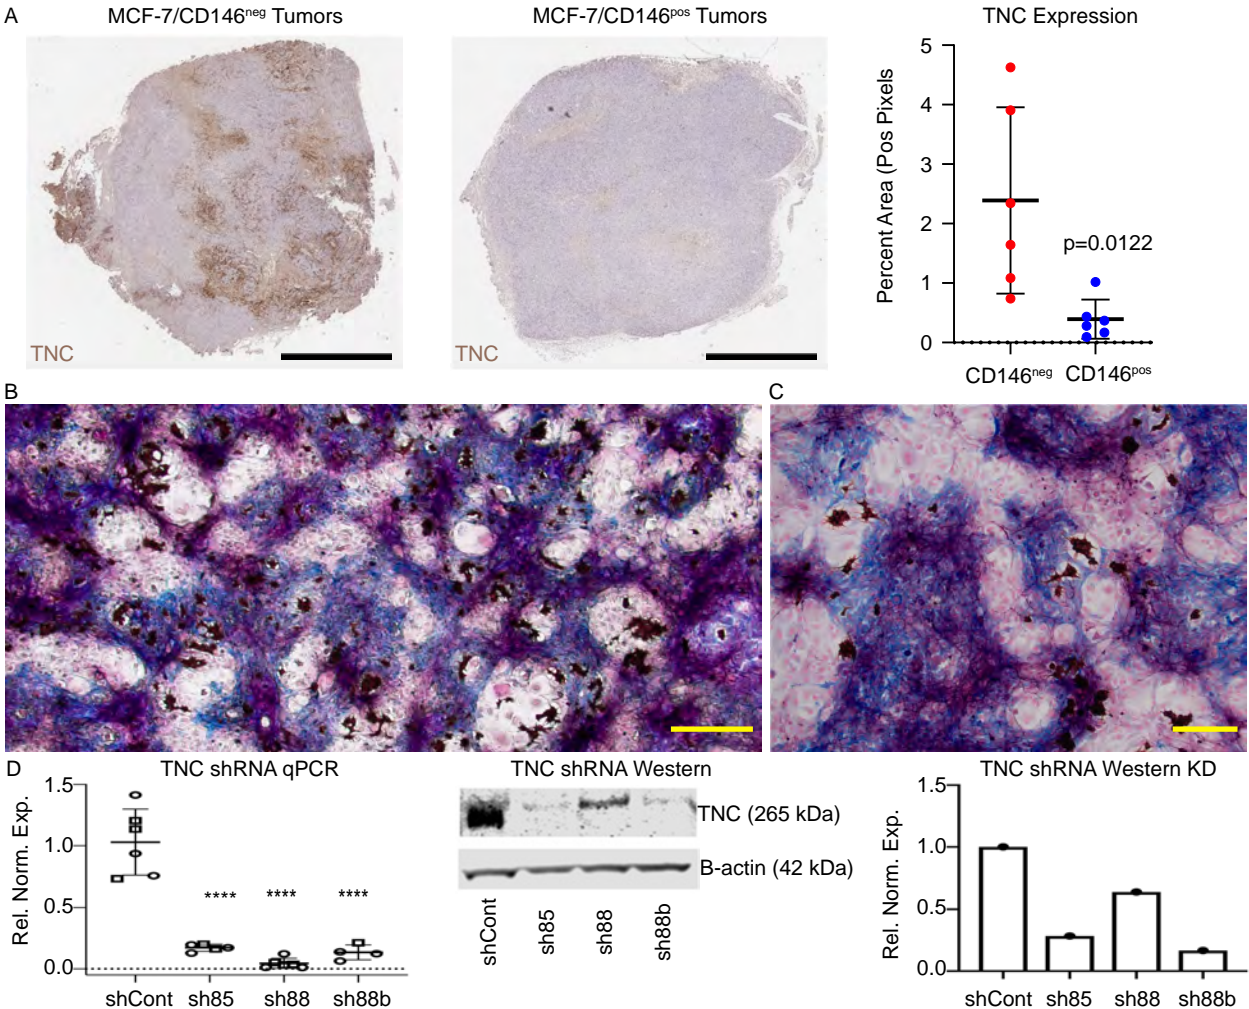 A
MCF-7/CD146neg Tumors
MCF-7/CD146pos Tumors
TNC Expression
TNC
TNC
Percent Area (Pos Pixels
5
4
3
2
1
0
p=0.0122
CD146neg
CD146pos
B
C
D
TNC shRNA qPCR
Rel. Norm. Exp.
1.5
1.0
0.5
0.0
****
****
****
shCont
sh85
sh88
sh88b
TNC shRNA Western
TNC (265 kDa)
B-actin (42 kDa)
shCont
sh85
sh88
sh88b
TNC shRNA Western KD
Rel. Norm. Exp.
1.5
1.0
0.5
0.0
shCont
sh85
sh88
sh88b